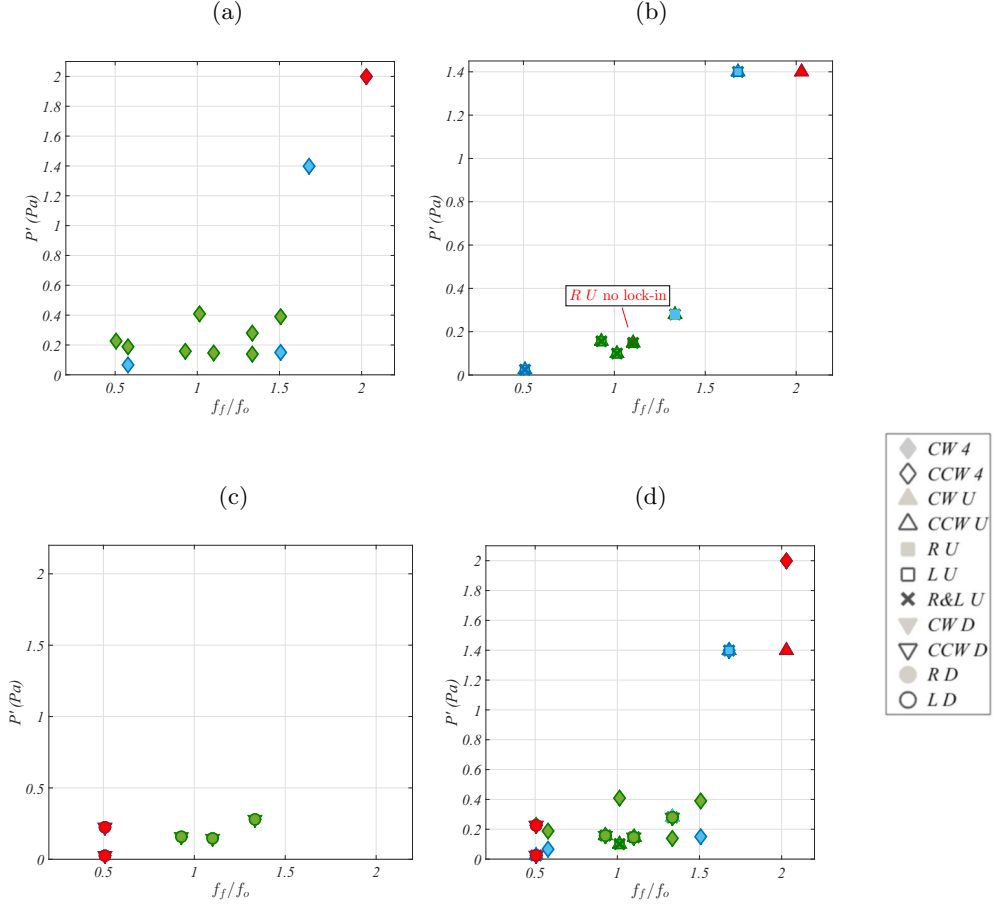 (a)
2
1.8
1.6
1.4
1.2
1
0.8
0.6
0.4
0.2
0
P' (Pa)
0.5
1
1.5
2
f_f/f_o
(b)
1.4
1.2
1
0.8
0.6
0.4
0.2
0
P' (Pa)
R U no lock-in
0.5
1
1.5
2
f_f/f_o
(c)
2
1.5
1
0.5
0
P' (Pa)
0.5
1
1.5
2
f_f/f_o
(d)
2
1.8
1.6
1.4
1.2
1
0.8
0.6
0.4
0.2
0
P' (Pa)
0.5
1
1.5
2
f_f/f_o
CW 4
CCW 4
CW U
CCW U
R U
L U
R&L U
CW D
CCW D
R D
L D